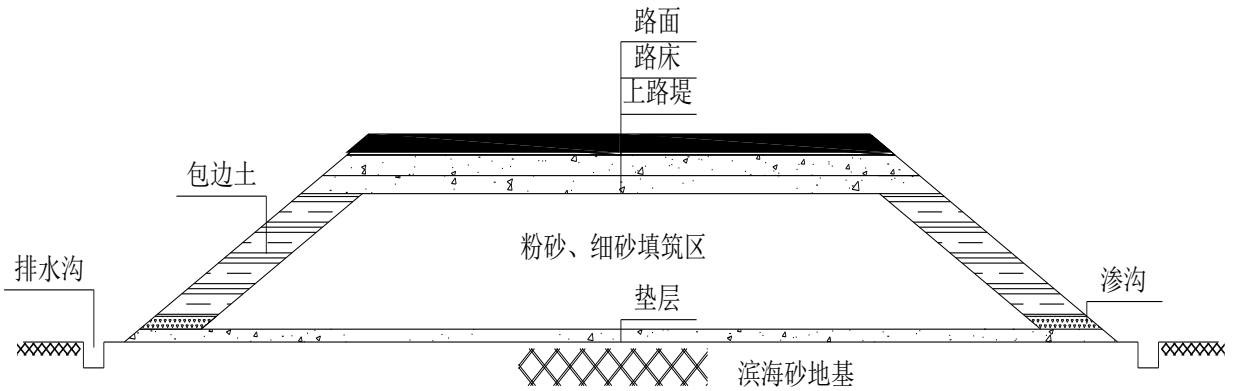 路面
路床
上路堤
包边土
粉砂、细砂填筑区
排水沟
渗沟
垫层
滨海砂地基